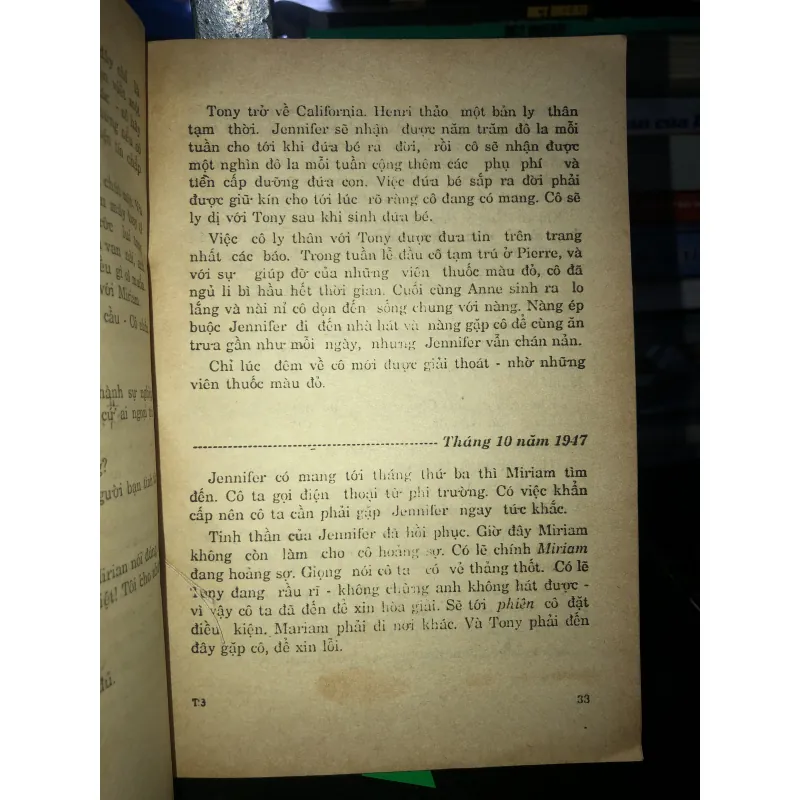 Tony trở về California. Henri thảo một bản ly thân
tạm thời. Jennifer sẽ nhận được năm trăm đô la mỗi
tuần cho tới khi đứa bé ra đời, rồi cô sẽ nhận được
một nghìn đô la mỗi tuần cộng thêm các phụ phí và
tiền cấp dưỡng đứa con. Việc đứa bé sắp ra đời phải
được giữ kín cho tới lúc rõ ràng cô đang có mang. Cô sẽ
ly dị với Tony sau khi sinh đứa bé.
Việc cô ly thân với Tony được đưa tin trên trang
nhất các báo. Trong tuần lễ đầu cô tạm trú ở Pierre, và
với sự giúp đỡ của những viên thuốc màu đỏ, cô đã
ngủ li bì hầu hết thời gian. Cuối cùng Anne sinh ra lo
lắng và nài nỉ cô dọn đến sống chung với nàng. Nàng ép
buộc Jennifer đi đến nhà hát và nàng gặp cô để cùng ăn
trưa gần như mỗi ngày, nhưng Jennifer vẫn chán nản.
Chỉ lúc đêm về cô mới được giải thoát - nhờ những
viên thuốc màu đỏ.
Tháng 10 năm 1947
Jennifer có mang tới tháng thứ ba thì Miriam tìm
đến. Cô ta gọi điện thoại từ phi trường. Có việc khẩn
cấp nên cô ta cần phải gặp Jennifer ngay tức khắc.
Tinh thần của Jennifer đã hồi phục. Giờ đây Miriam
không còn làm cho cô hoảng sợ. Có lẽ chính Miriam
đang hoảng sợ. Giọng nói cô ta có vẻ thảng thốt. Có lẽ
Tony đang rầu rĩ - không chừng anh không hát được -
vì vậy cô ta đã đến để xin hòa giải. Sẽ tới phiên cô đặt
điều kiện. Mariam phải đi nơi khác. Và Tony phải đến
đây gặp cô, để xin lỗi.
T3
33